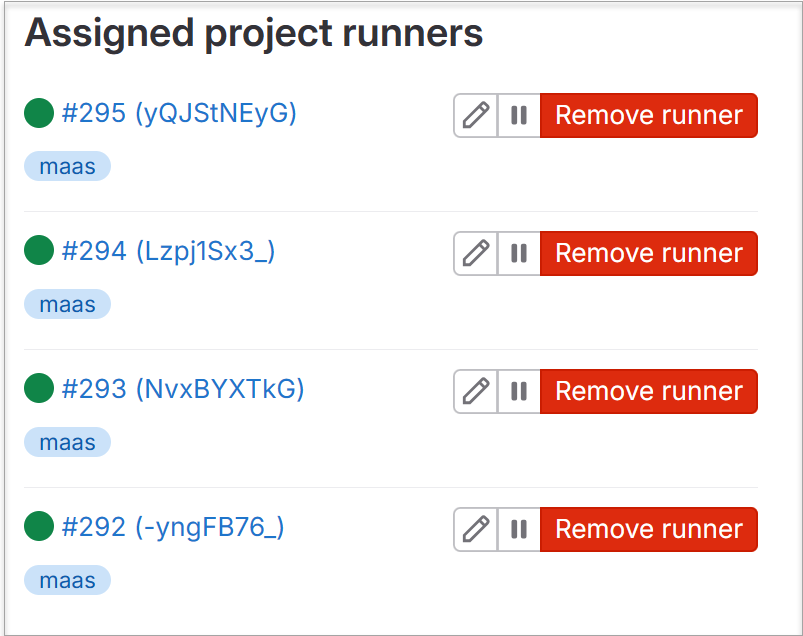 Assigned project runners
#295 (yQJStNEyG) Remove runner
maas
#294 (Lzpj1Sx3_) Remove runner
maas
#293 (NvxBYXTkG) Remove runner
maas
#292 (-yngFB76_) Remove runner
maas